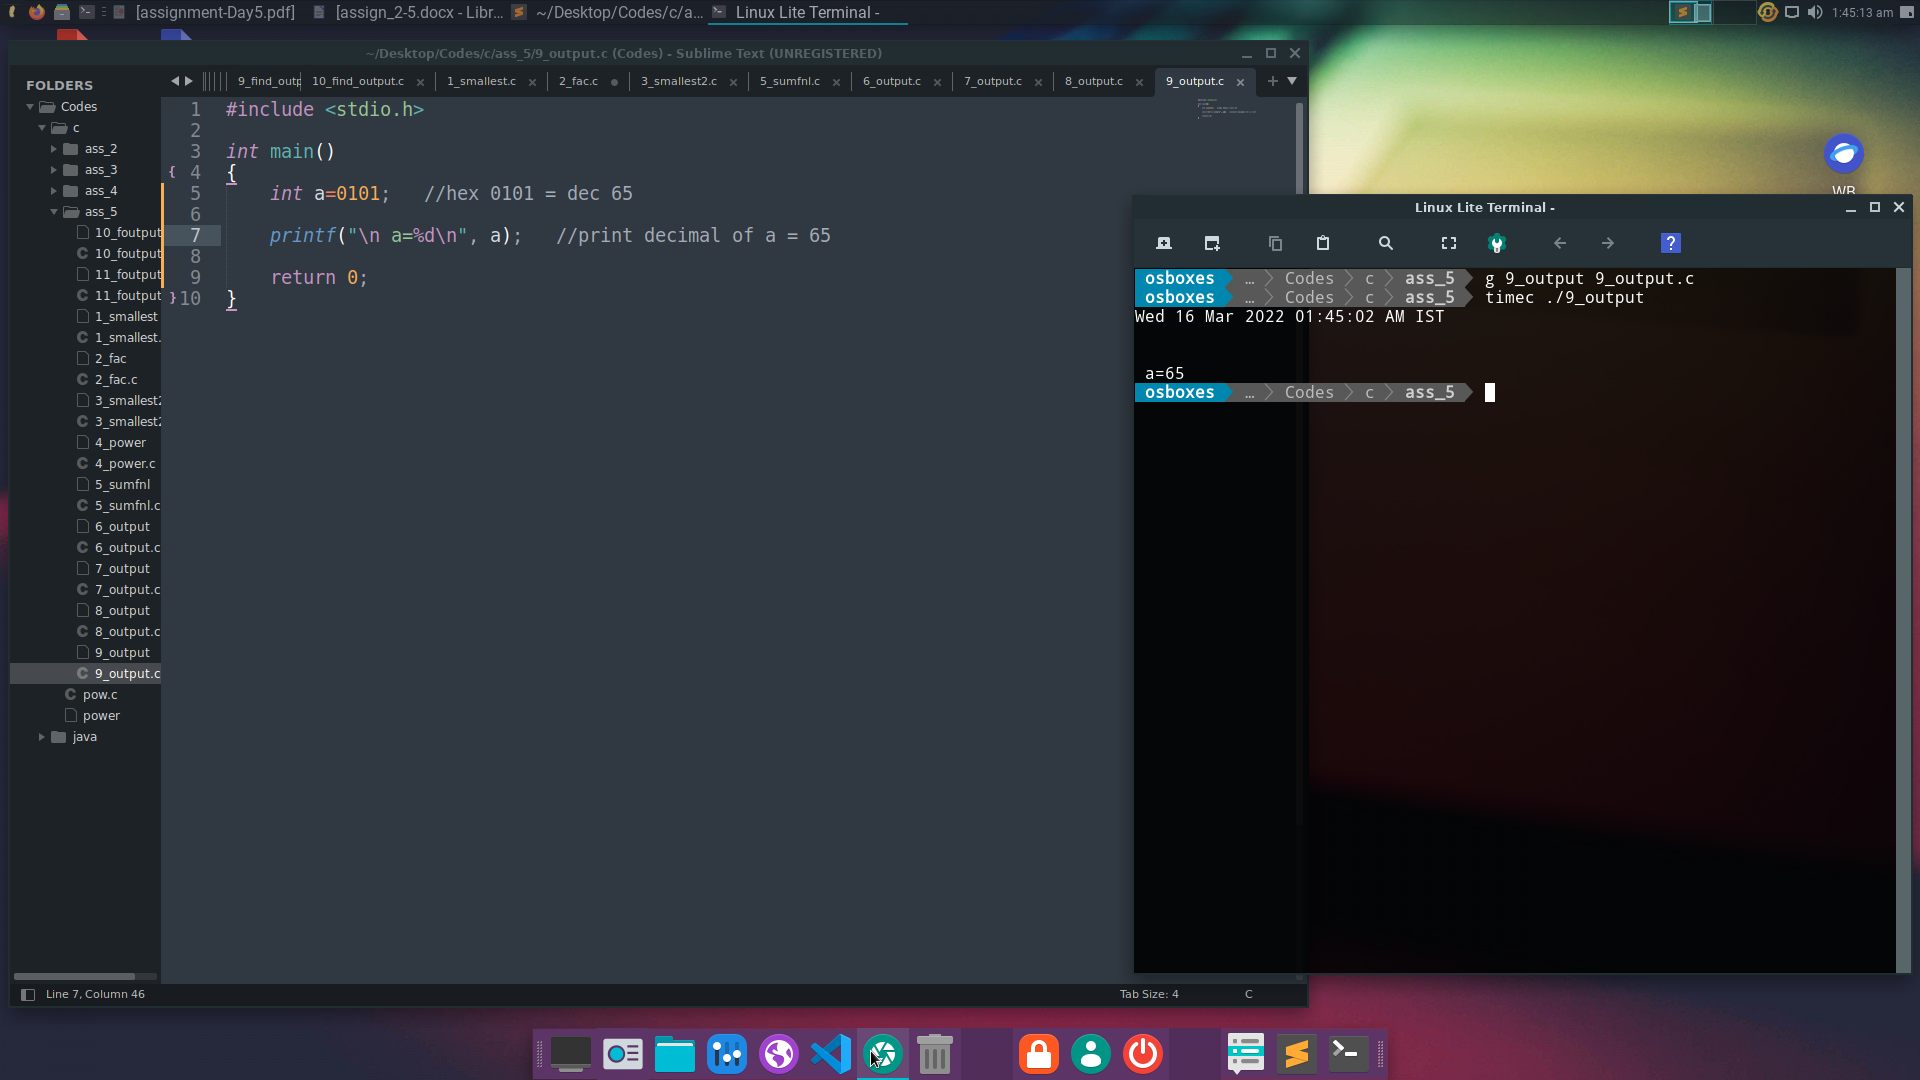 [assignment-Day5.pdf]
[assign_2-5.docx - Libr...
~/Desktop/Codes/c/a...
Linux Lite Terminal -
1:45:13 am
~/Desktop/Codes/c/ass_5/9_output.c (Codes) - Sublime Text (UNREGISTERED)
FOLDERS
Codes
c
ass_2
ass_3
ass_4
ass_5
10_foutput
10_foutput
11_foutput
11_foutput
1_smallest
1_smallest.
2_fac
2_fac.c
3_smallest2
3_smallest2
4_power
4_power.c
5_sumfnl
5_sumfnl.c
6_output
6_output.c
7_output
7_output.c
8_output
8_output.c
9_output
9_output.c
pow.c
power
java
9_find_outp 10_find_output.c 1_smallest.c 2_fac.c 3_smallest2.c 5_sumfnl.c 6_output.c 7_output.c 8_output.c 9_output.c
1 #include <stdio.h>
2
3 int main()
4 {
5     int a=0101;   //hex 0101 = dec 65
6
7     printf("\n a=%d\n", a);   //print decimal of a = 65
8
9     return 0;
10 }
Line 7, Column 46
Tab Size: 4
C
WB
Linux Lite Terminal -
osboxes … Codes c ass_5 g 9_output 9_output.c
osboxes … Codes c ass_5 timec ./9_output
Wed 16 Mar 2022 01:45:02 AM IST
a=65
osboxes … Codes c ass_5